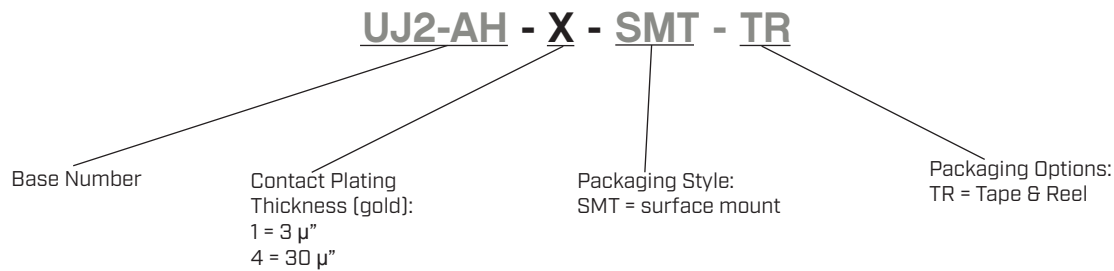 UJ2-AH - X - SMT - TR
Base Number
Contact Plating
Thickness (gold):
1 = 3 µ”
4 = 30 µ”
Packaging Style:
SMT = surface mount
Packaging Options:
TR = Tape & Reel